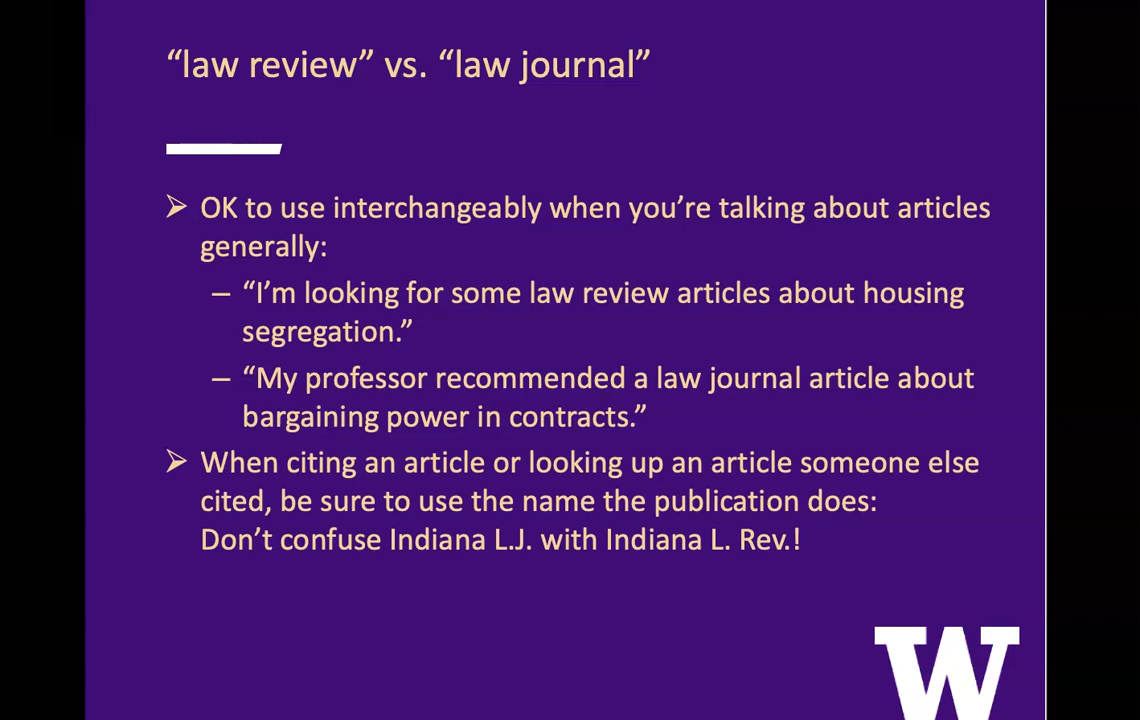 “law review” vs. “law journal”
➢ OK to use interchangeably when you’re talking about articles
generally:
– “I’m looking for some law review articles about housing
segregation.”
– “My professor recommended a law journal article about
bargaining power in contracts.”
➢ When citing an article or looking up an article someone else
cited, be sure to use the name the publication does:
Don’t confuse Indiana L.J. with Indiana L. Rev.!
W